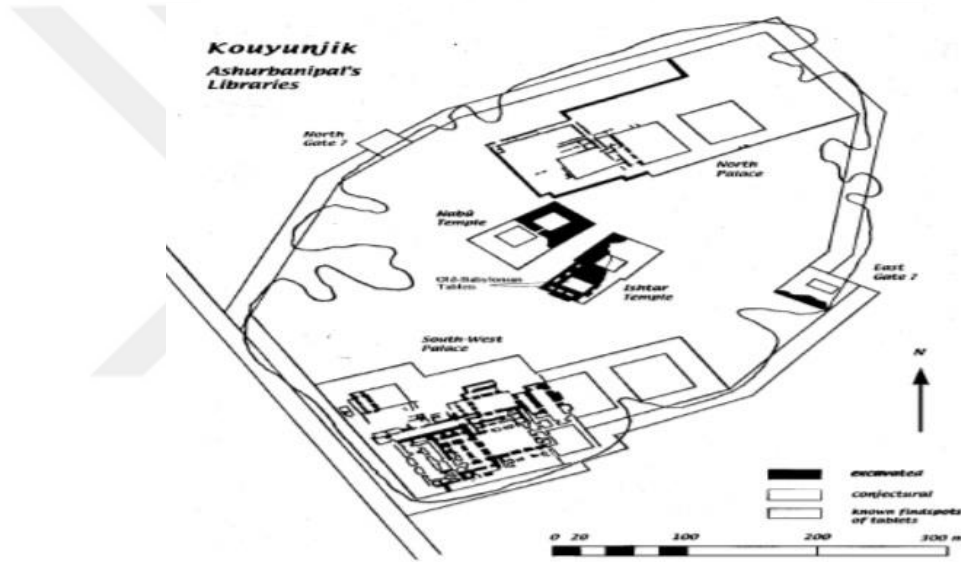 Kouyunjik
Ashurbanipal's
Libraries
North
Gate ?
North
Palace
Nabû
Temple
Old-Babylonian
Tablets
Ishtar
Temple
East
Gate ?
South-West
Palace
N
excavated
conjectural
known findspots
of tablets
0 20 100 200 300 m